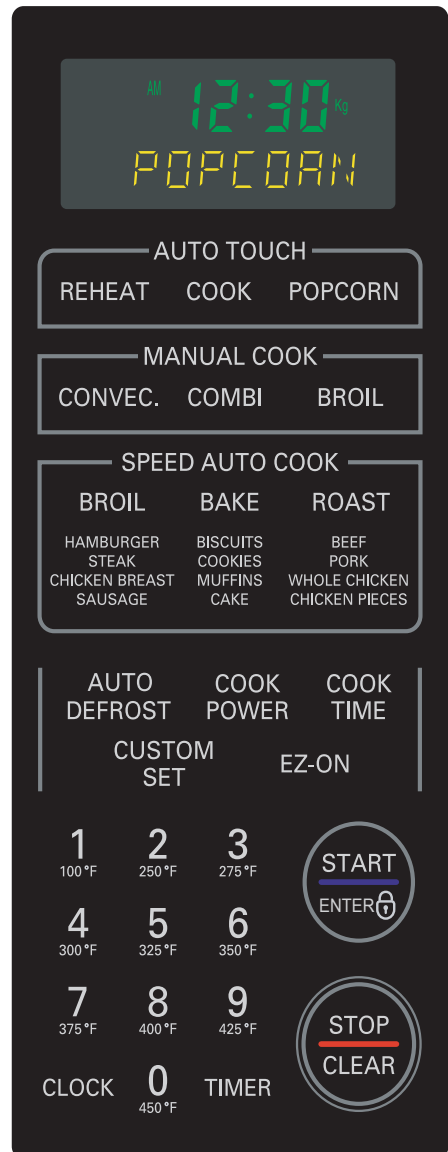 AM 12:30 Kg
POPCORN
AUTO TOUCH
REHEAT COOK POPCORN
MANUAL COOK
CONVEC. COMBI BROIL
SPEED AUTO COOK
BROIL BAKE ROAST
HAMBURGER BISCUITS BEEF
STEAK COOKIES PORK
CHICKEN BREAST MUFFINS WHOLE CHICKEN
SAUSAGE CAKE CHICKEN PIECES
AUTO COOK COOK
DEFROST POWER TIME
CUSTOM
SET EZ-ON
1 2 3
100°F 250°F 275°F
START
ENTER
4 5 6
300°F 325°F 350°F
7 8 9
375°F 400°F 425°F
STOP
CLEAR
CLOCK 0 TIMER
450°F